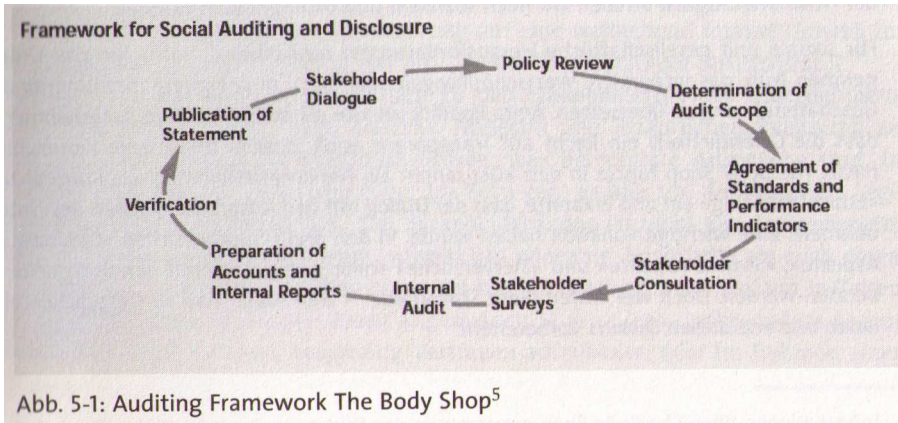 Framework for Social Auditing and Disclosure
Policy Review
Determination of
Audit Scope
Agreement of
Standards and
Performance
Indicators
Stakeholder
Consultation
Stakeholder
Surveys
Internal
Audit
Preparation of
Accounts and
Internal Reports
Verification
Publication of
Statement
Stakeholder
Dialogue
Abb. 5-1: Auditing Framework The Body Shop⁵